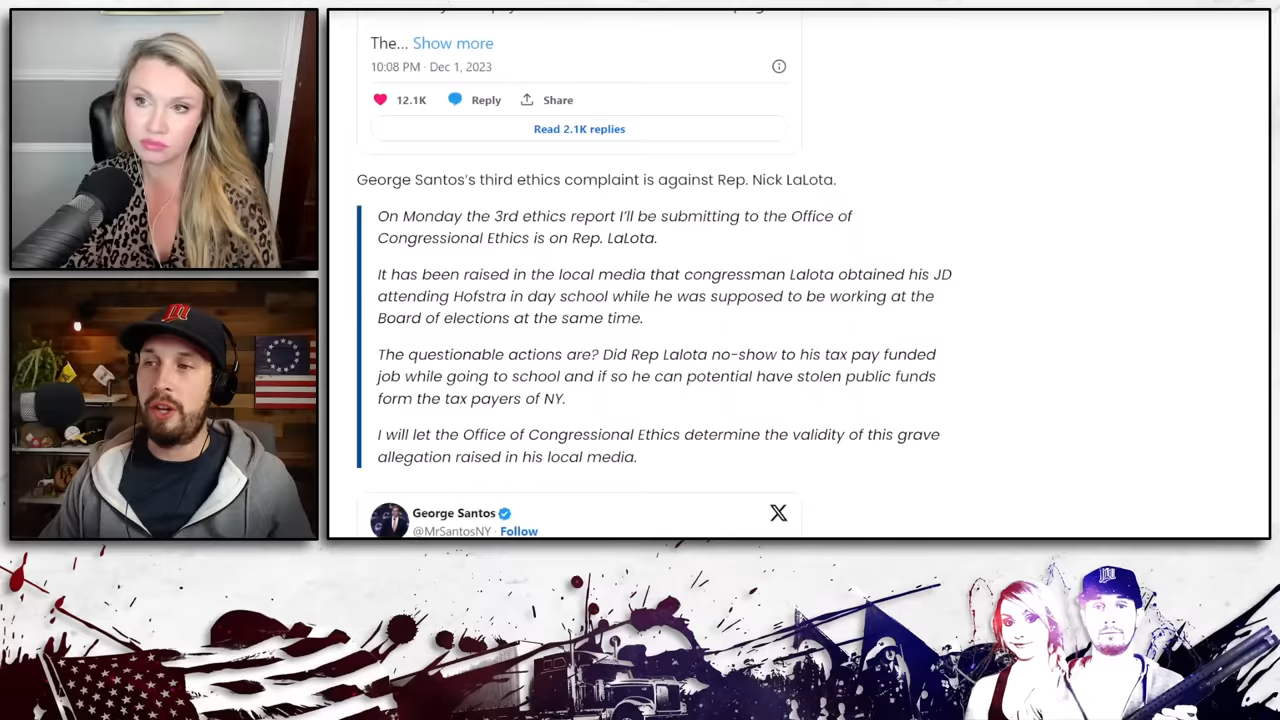 The... Show more
10:08 PM · Dec 1, 2023
12.1K Reply Share
Read 2.1K replies
George Santos's third ethics complaint is against Rep. Nick LaLota.
On Monday the 3rd ethics report I'll be submitting to the Office of
Congressional Ethics is on Rep. LaLota.
It has been raised in the local media that congressman Lalota obtained his JD
attending Hofstra in day school while he was supposed to be working at the
Board of elections at the same time.
The questionable actions are? Did Rep Lalota no-show to his tax pay funded
job while going to school and if so he can potential have stolen public funds
form the tax payers of NY.
I will let the Office of Congressional Ethics determine the validity of this grave
allegation raised in his local media.
George Santos
@MrSantosNY · Follow